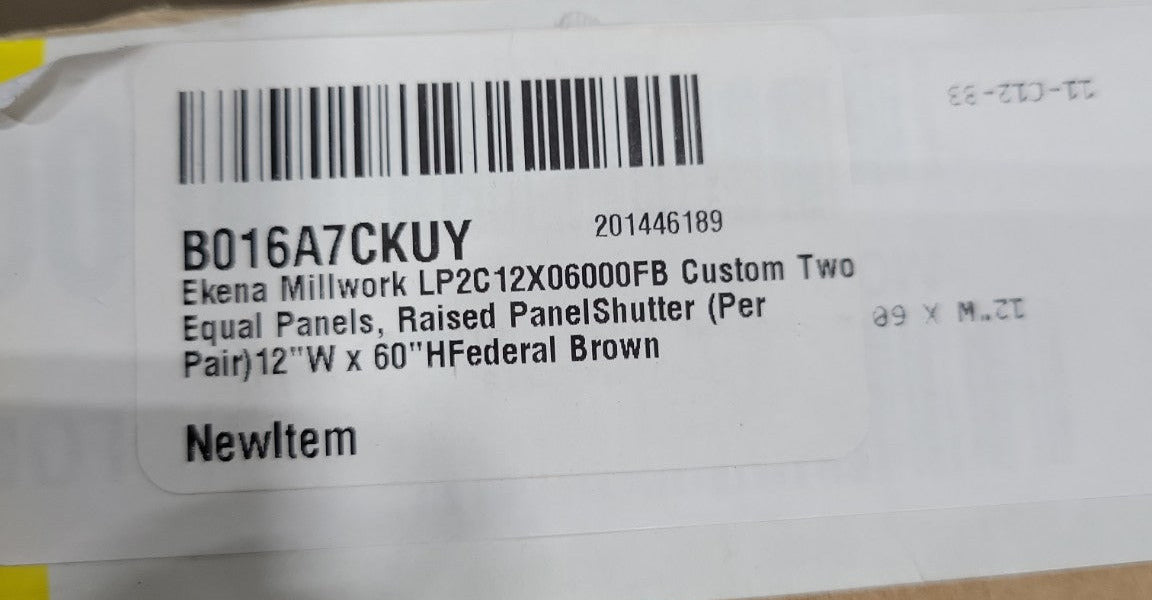 B016A7CKUY
201446189
Ekena Millwork LP2C12X06000FB Custom Two
Equal Panels, Raised PanelShutter (Per
Pair)12"W x 60"HFederal Brown
NewItem
11-C12-33
12"W X 60